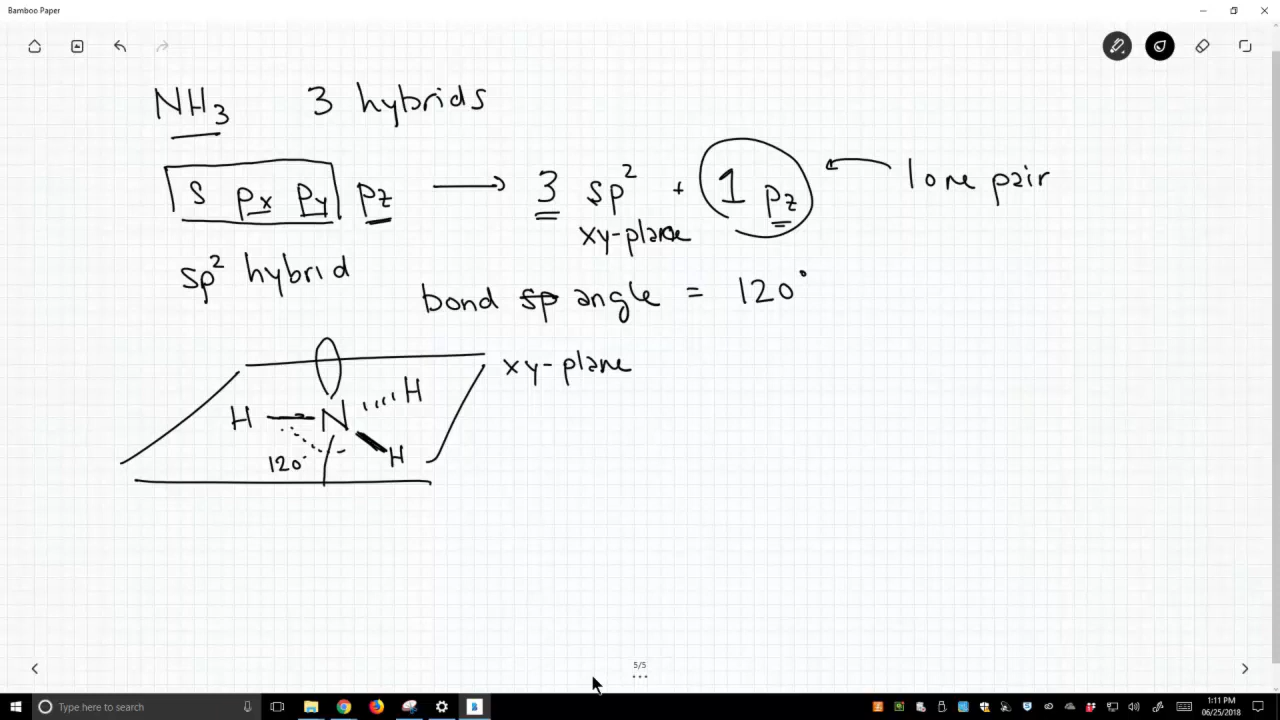 Bamboo Paper
NH₃ 3 hybrids
s px py pz → 3 sp² + 1 pz ← lone pair
xy-plane
sp² hybrid
bond sp angle = 120°
xy-plane
H N H
120° H
5/5
Type here to search
1:11 PM
06/25/2018